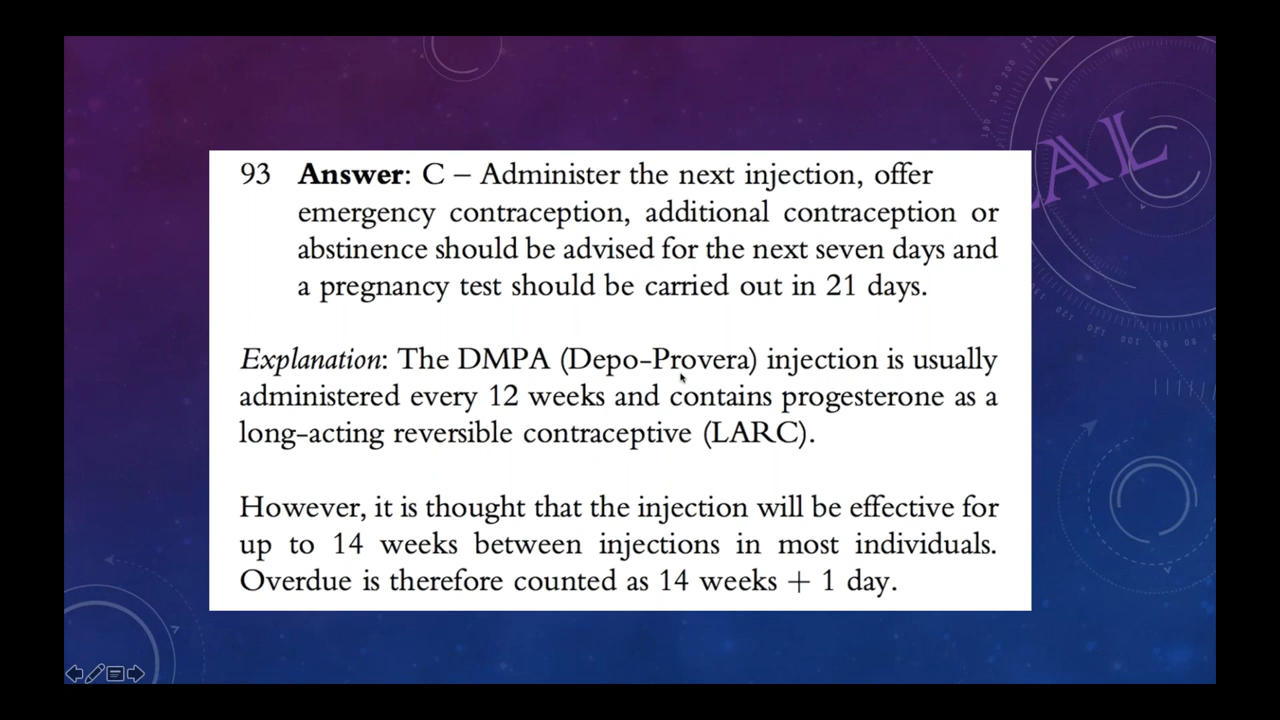 93 Answer: C – Administer the next injection, offer
emergency contraception, additional contraception or
abstinence should be advised for the next seven days and
a pregnancy test should be carried out in 21 days.
Explanation: The DMPA (Depo-Provera) injection is usually
administered every 12 weeks and contains progesterone as a
long-acting reversible contraceptive (LARC).
However, it is thought that the injection will be effective for
up to 14 weeks between injections in most individuals.
Overdue is therefore counted as 14 weeks + 1 day.